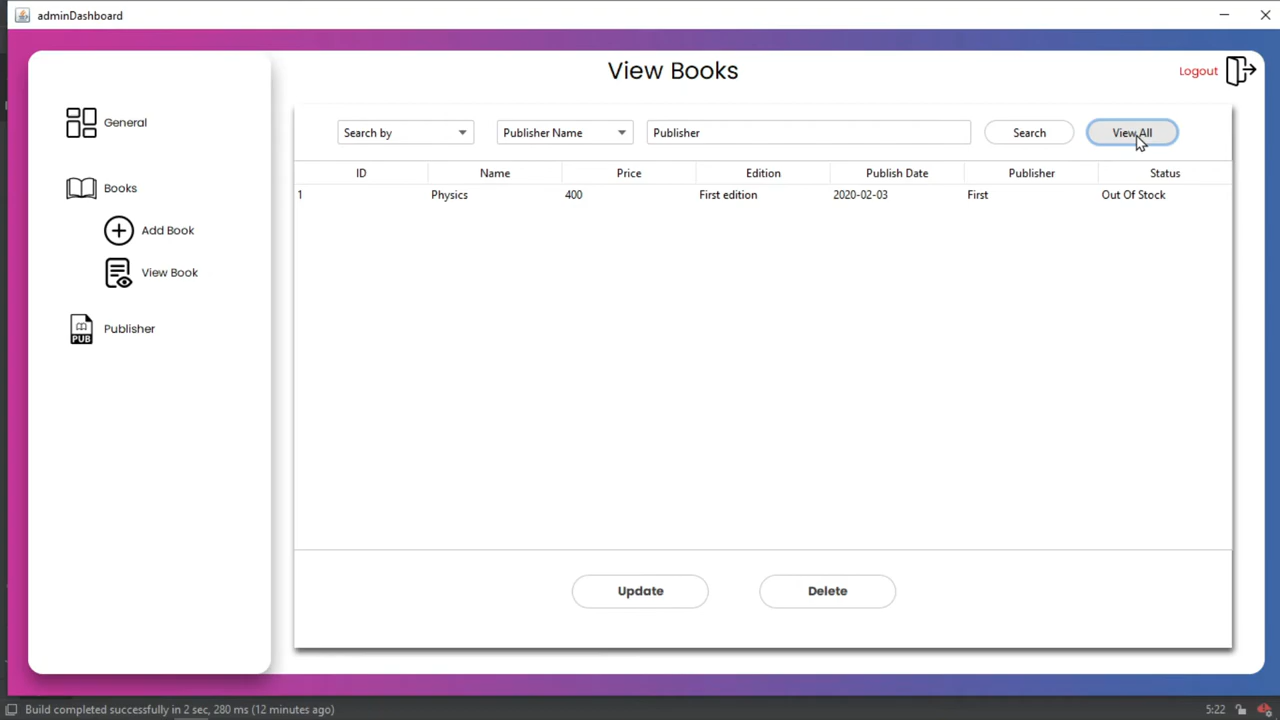 adminDashboard
View Books
Logout
General
Books
Add Book
View Book
PUB
Publisher
Search by
Publisher Name
Publisher
Search
View All
ID Name Price Edition Publish Date Publisher Status
1 Physics 400 First edition 2020-02-03 First Out Of Stock
Update
Delete
Build completed successfully in 2 sec, 280 ms (12 minutes ago)
5:22